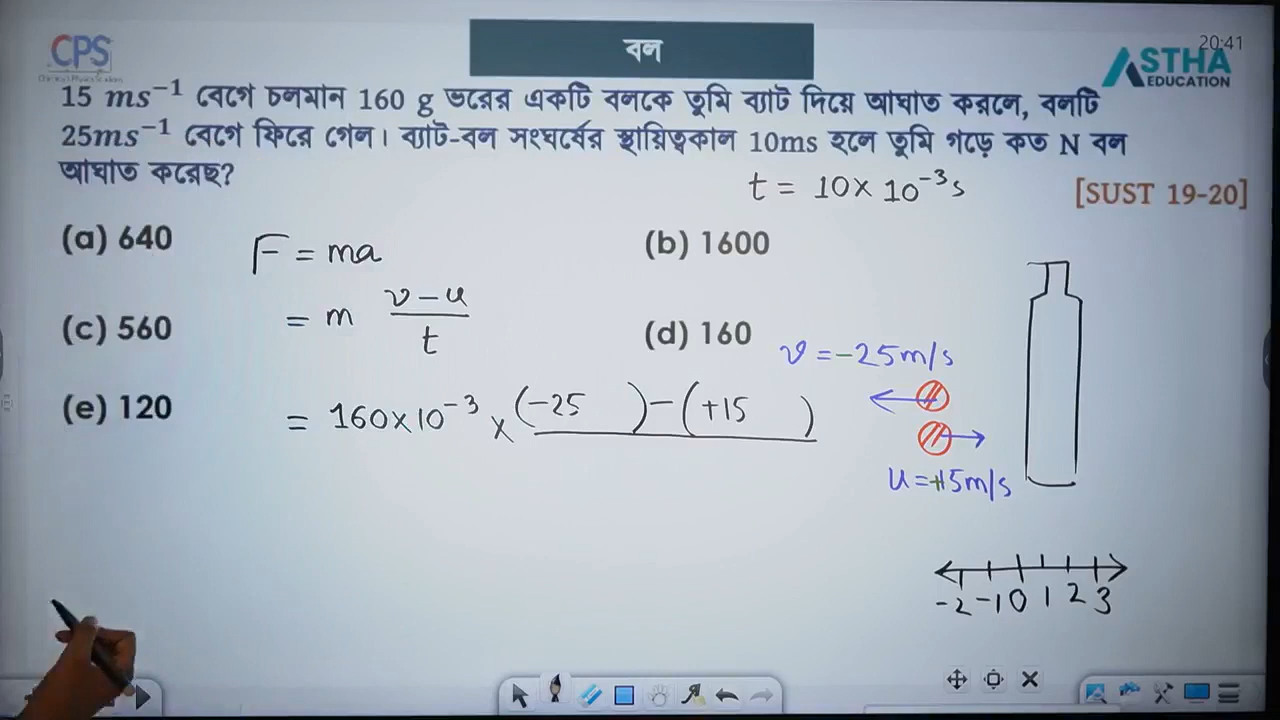 20:41
বল
CPS
ASTHA
EDUCATION
15 ms⁻¹ বেগে চলমান 160 g ভরের একটি বলকে তুমি ব্যাট দিয়ে আঘাত করলে, বলটি
25ms⁻¹ বেগে ফিরে গেল। ব্যাট-বল সংঘর্ষের স্থায়িত্বকাল 10ms হলে তুমি গড়ে কত N বল
আঘাত করেছ?
t = 10 x 10⁻³ s
[SUST 19-20]
(a) 640
(b) 1600
F = ma
= m (v - u)/t
(c) 560
(d) 160
v = -25 m/s
(e) 120
= 160 x 10⁻³ x (-25 ) - (+15 )
u = +15m/s
-2 -1 0 1 2 3